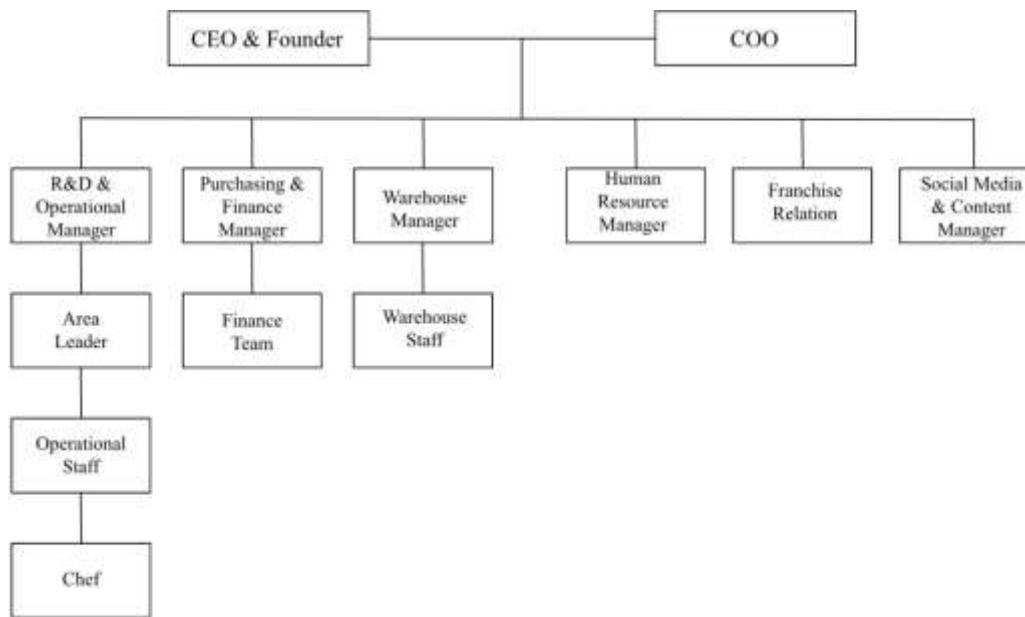 CEO & Founder
COO
R&D &
Operational
Manager
Purchasing &
Finance
Manager
Warehouse
Manager
Human
Resource
Manager
Franchise
Relation
Social Media
& Content
Manager
Area
Leader
Finance
Team
Warehouse
Staff
Operational
Staff
Chef